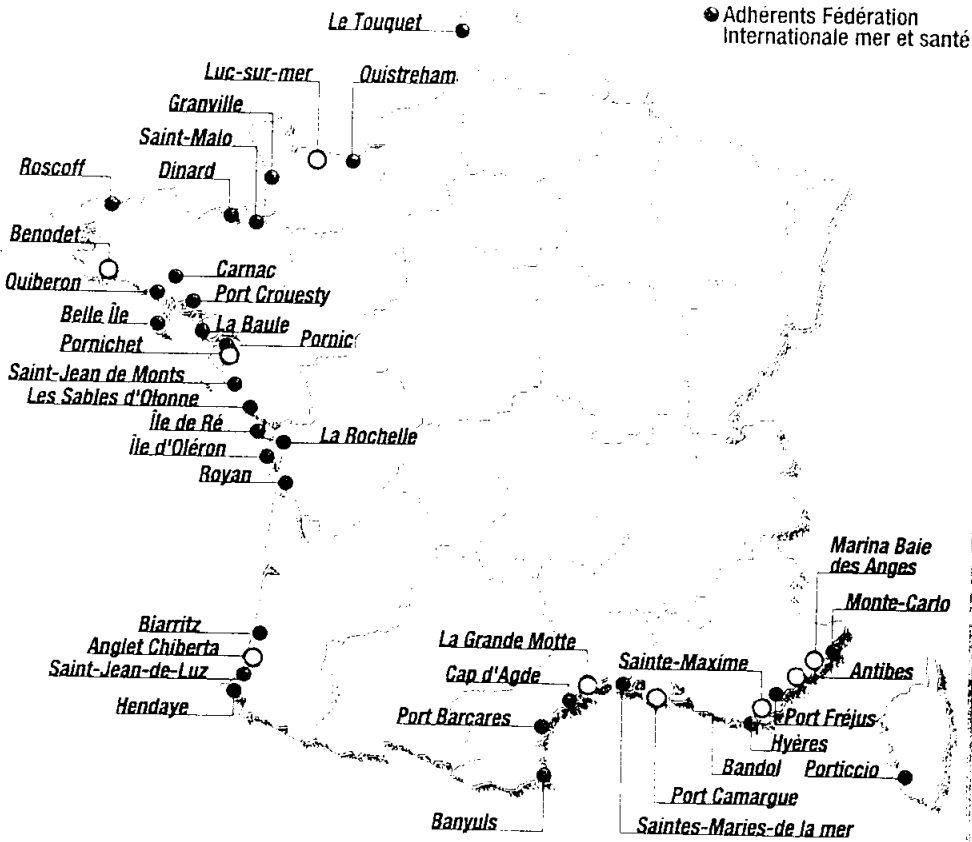 Adhérents Fédération
Internationale mer et santé
Le Touquet
Luc-sur-mer
Ouistreham
Granville
Saint-Malo
Roscoff
Dinard
Benodet
Carnac
Quiberon
Port Crouesty
Belle Île
La Baule
Pornichet
Pornic
Saint-Jean de Monts
Les Sables d'Olonne
Île de Ré
La Rochelle
Île d'Oléron
Royan
Marina Baie
des Anges
Monte-Carlo
Biarritz
La Grande Motte
Anglet Chiberta
Sainte-Maxime
Saint-Jean-de-Luz
Cap d'Agde
Antibes
Hendaye
Port Barcares
Port Fréjus
Hyères
Bandol
Porticcio
Port Camargue
Banyuls
Saintes-Maries-de la mer